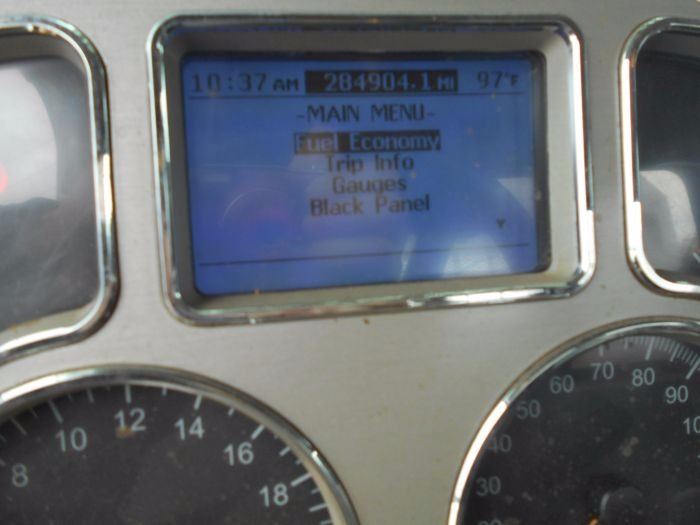 10:37 AM 284904.1 MI 97°F
-MAIN MENU-
Fuel Economy
Trip Info
Gauges
Black Panel
8 10 12 14 16 18
30 40 50 60 70 80 90